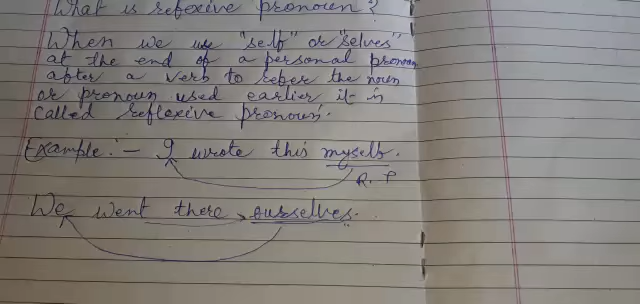 What is refexive pronoun?
When we use "self" or "selves"
at the end of a personal pronoun
after a verb to refer the noun
or pronoun used earlier it is
called reflexive pronoun.
Example:- I wrote this myself.
R.P
We went there, ourselves.